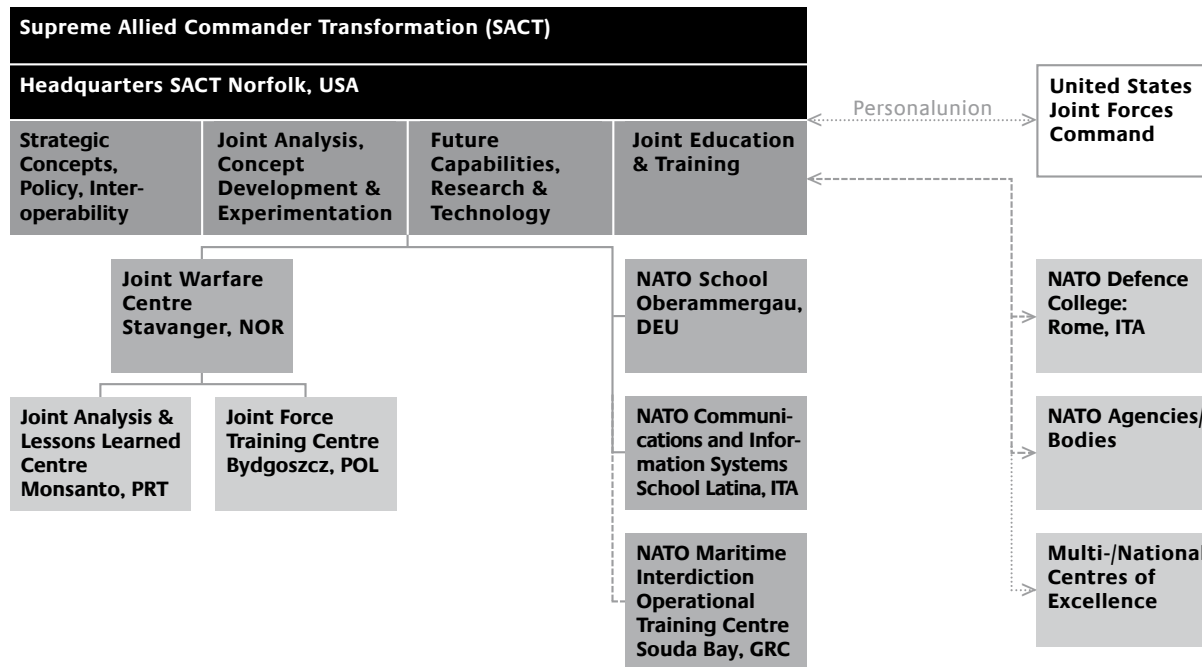 Supreme Allied Commander Transformation (SACT)
Headquarters SACT Norfolk, USA
Personalunion
United States
Joint Forces
Command
Strategic
Concepts,
Policy, Inter-
operability
Joint Analysis,
Concept
Development &
Experimentation
Future
Capabilities,
Research &
Technology
Joint Education
& Training
Joint Warfare
Centre
Stavanger, NOR
NATO School
Oberammergau,
DEU
NATO Defence
College:
Rome, ITA
Joint Analysis &
Lessons Learned
Centre
Monsanto, PRT
Joint Force
Training Centre
Bydgoszcz, POL
NATO Communi-
cations and Infor-
mation Systems
School Latina, ITA
NATO Agencies/
Bodies
NATO Maritime
Interdiction
Operational
Training Centre
Souda Bay, GRC
Multi-/National
Centres of
Excellence